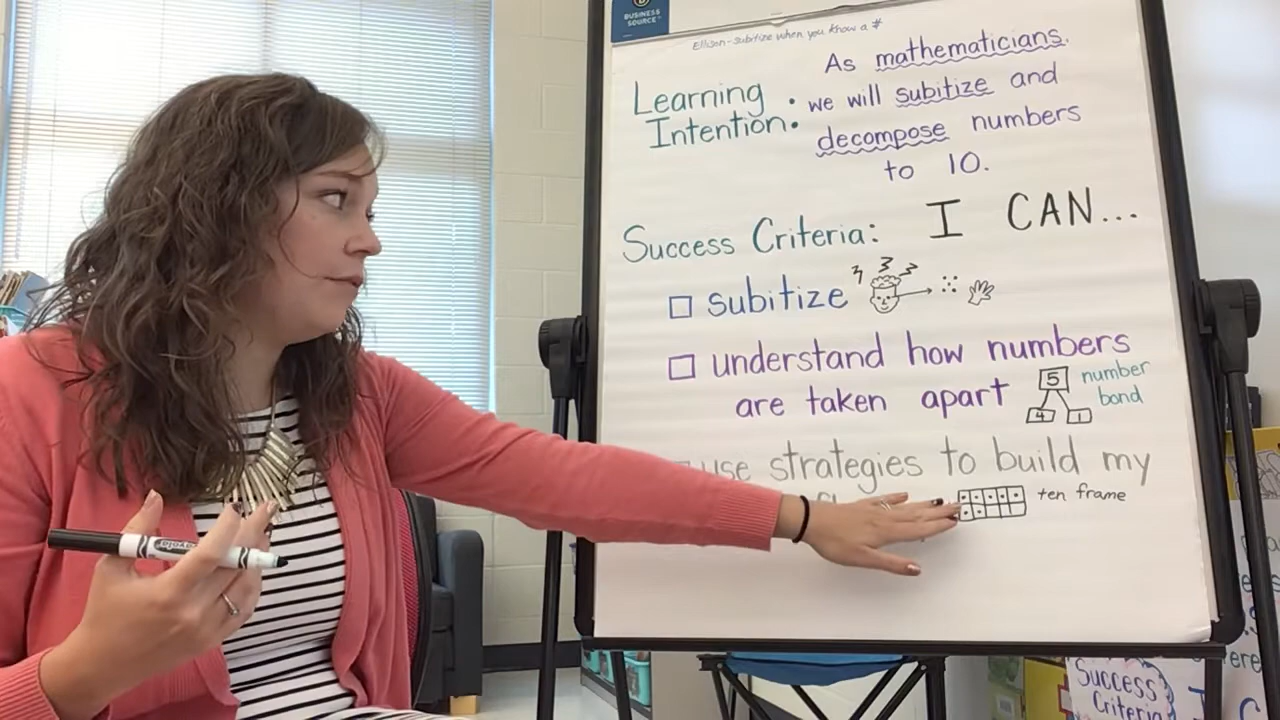 BUSINESS
SOURCE
Ellison - subitize when you know a #
Learning Intention:
As mathematicians.
we will subitize and
decompose numbers
to 10.
Success Criteria: I CAN...
subitize
understand how numbers
are taken apart
5
4 1
number
bond
use strategies to build my
ten frame
Crayola
Success
Criteria